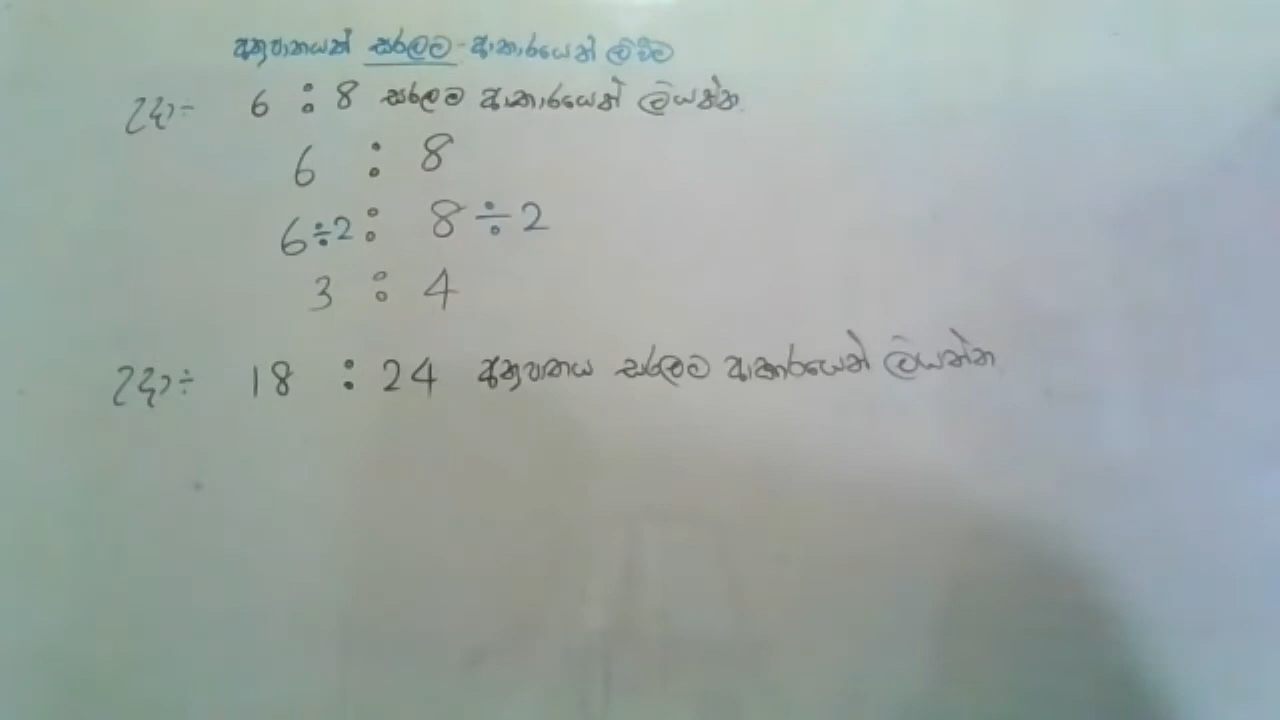 අනුපාතයක් සරලම ආකාරයෙන් ලිවීම
උදා:- 6 : 8 සරලම ආකාරයෙන් ලියන්න.
6 : 8
6÷2 : 8÷2
3 : 4
උදා:- 18 : 24 අනුපාතය සරලම ආකාරයෙන් ලියන්න.